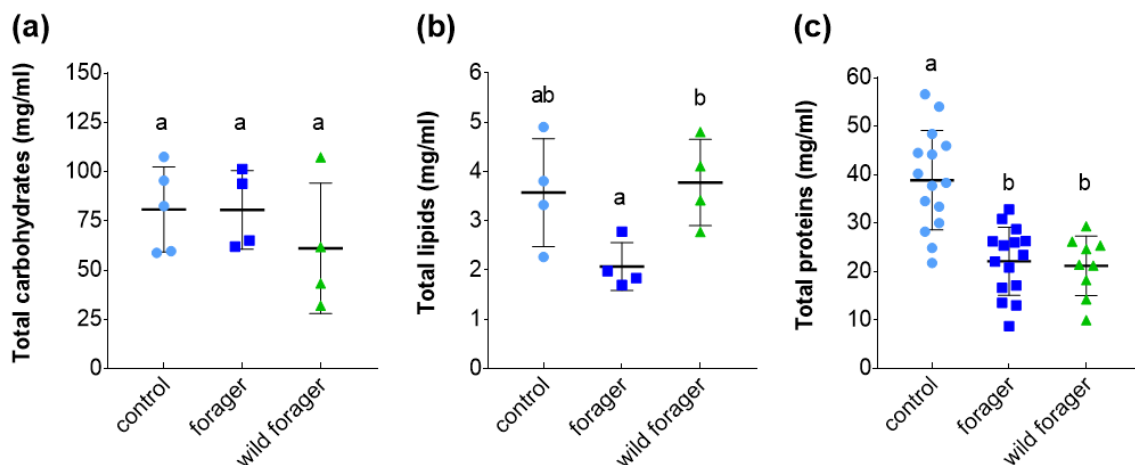 (a)
Total carbohydrates (mg/ml)
150
125
100
75
50
25
0
a
a
a
control
forager
wild forager
(b)
Total lipids (mg/ml)
6
5
4
3
2
1
0
ab
a
b
control
forager
wild forager
(c)
Total proteins (mg/ml)
60
50
40
30
20
10
0
a
b
b
control
forager
wild forager